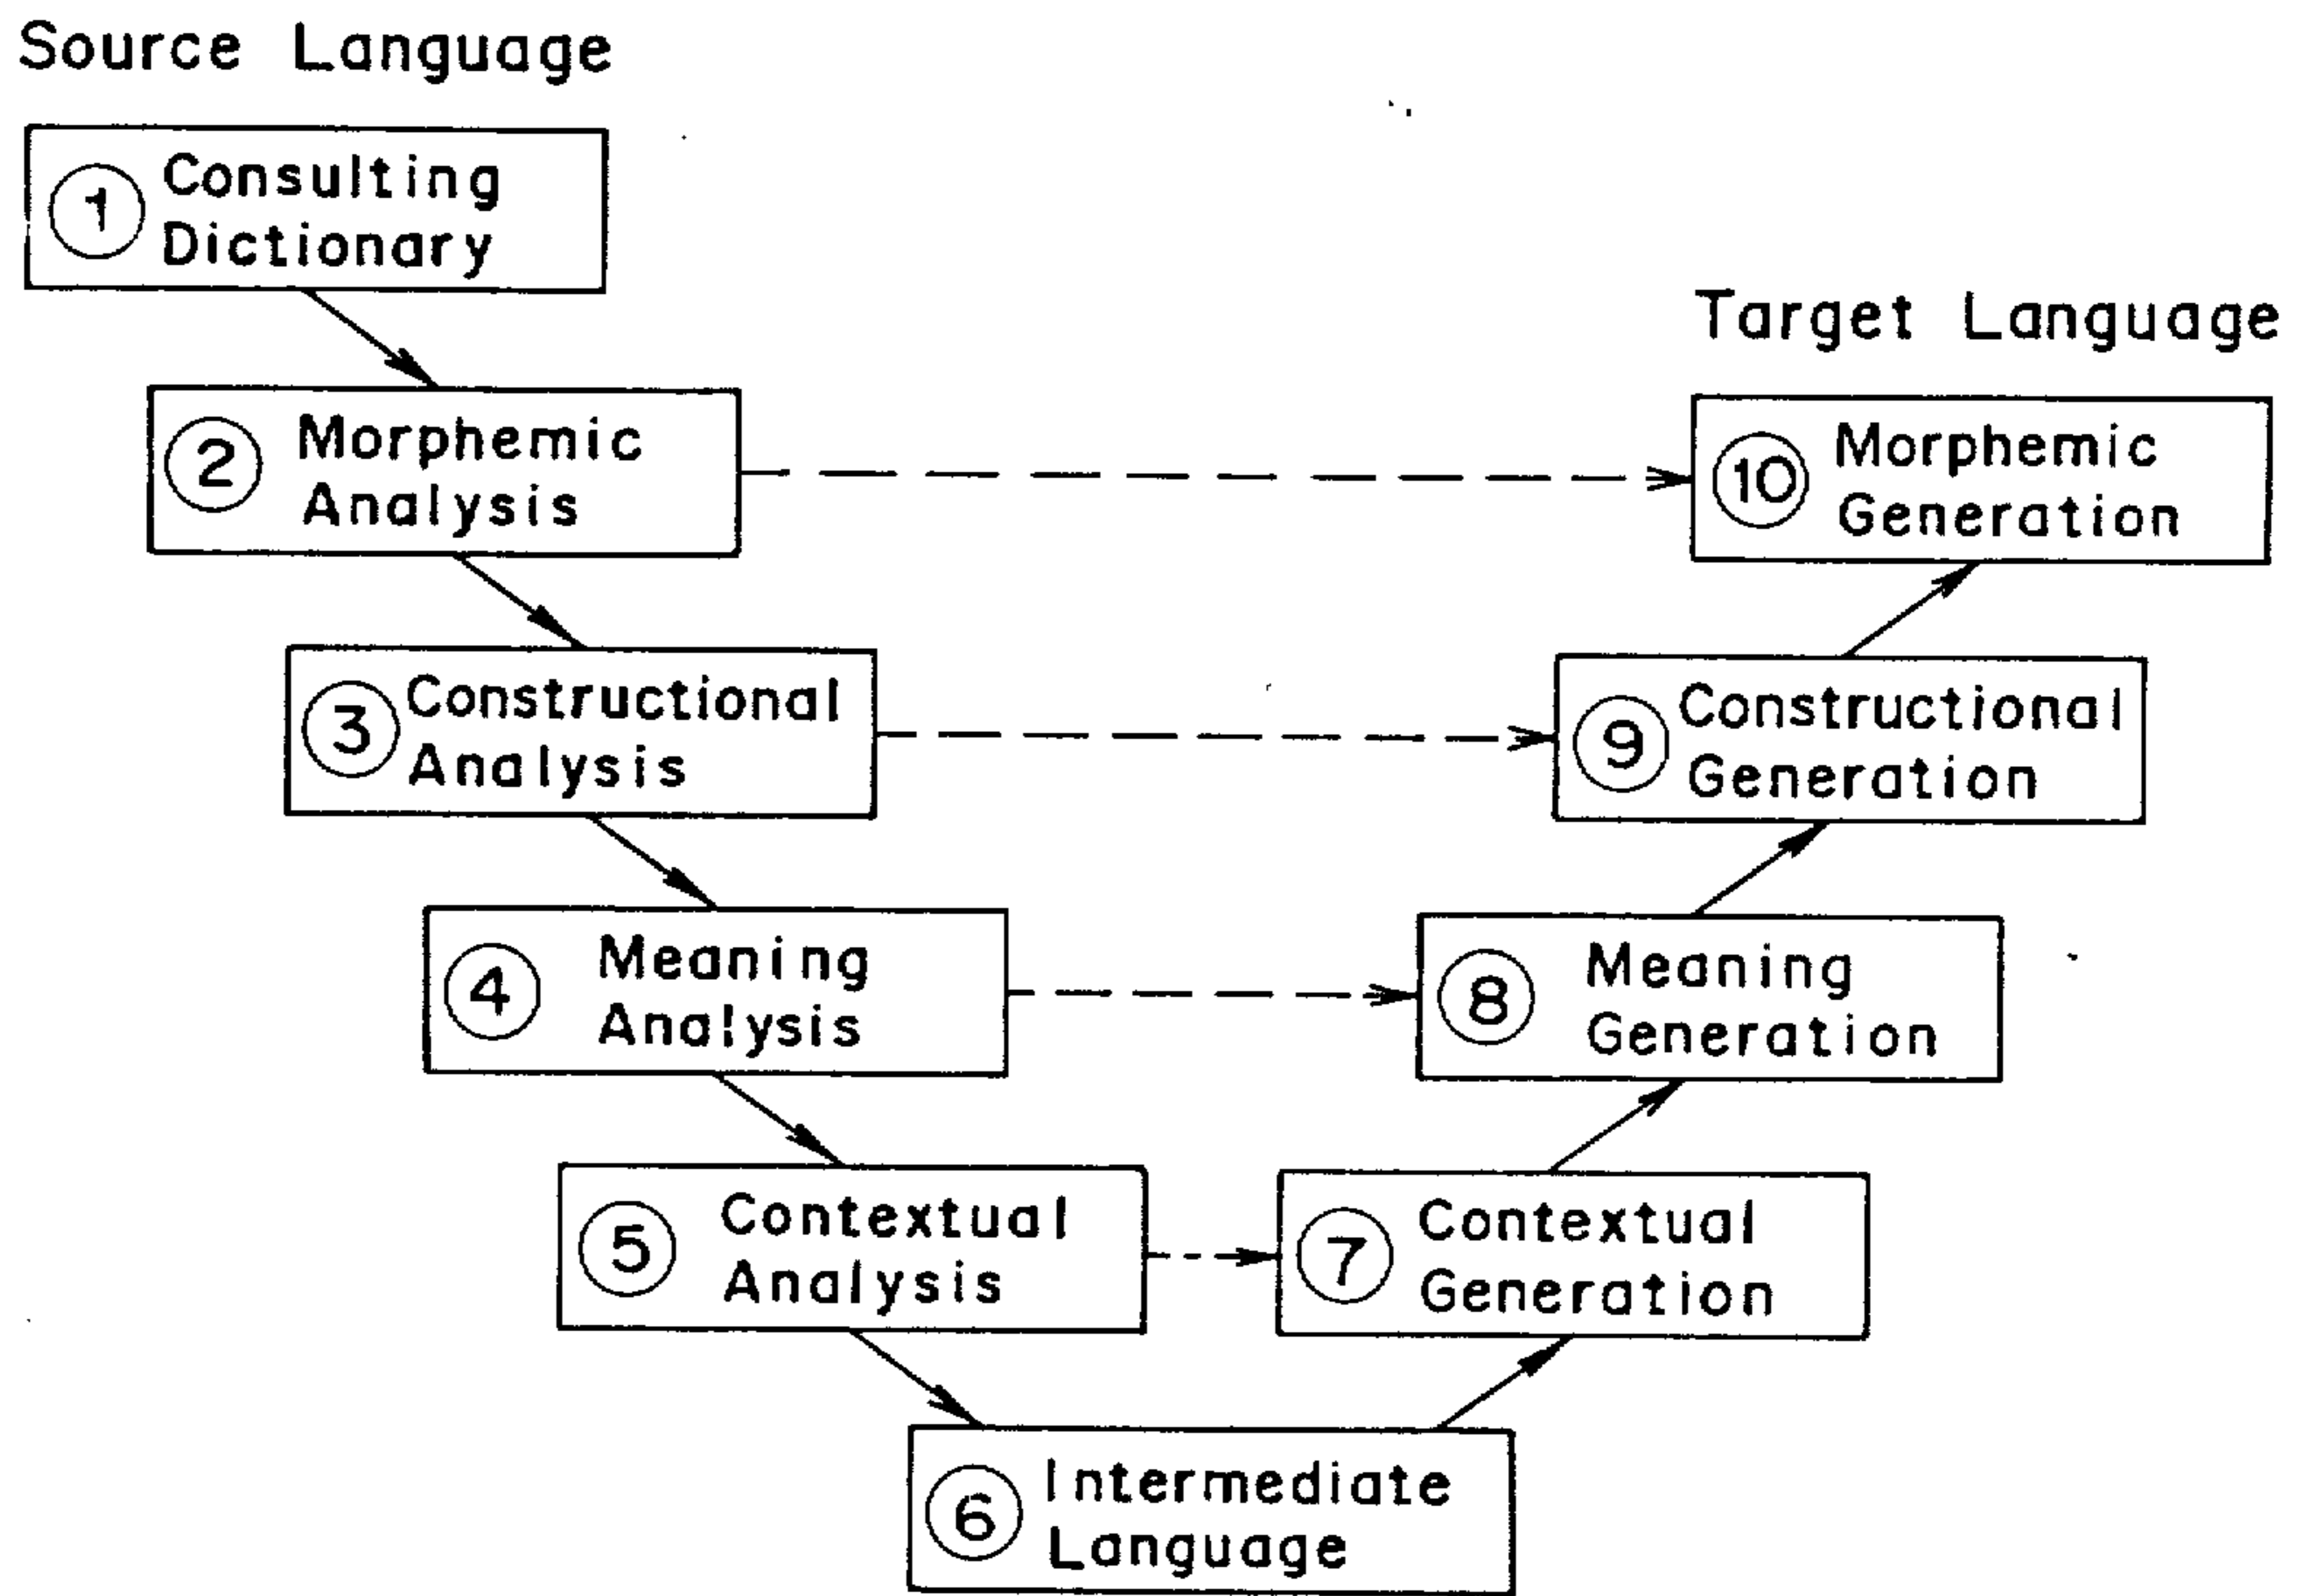 Source Language
1 Consulting
Dictionary
Target Language
2 Morphemic
Analysis
10 Morphemic
Generation
3 Constructional
Analysis
9 Constructional
Generation
4 Meaning
Analysis
8 Meaning
Generation
5 Contextual
Analysis
7 Contextual
Generation
6 Intermediate
Language